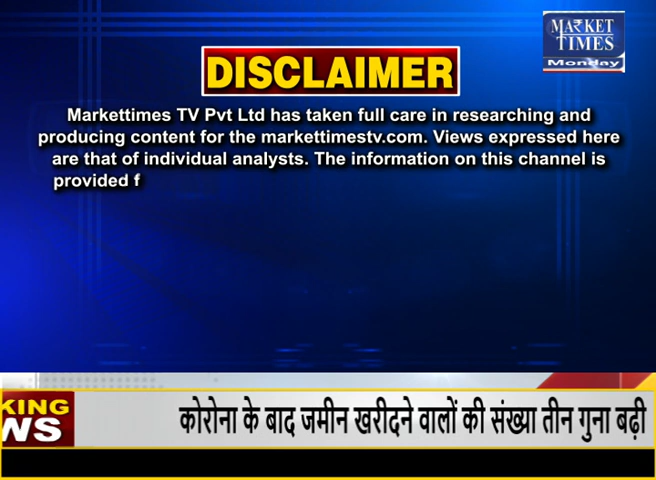 MARKET
TIMES
Monday
DISCLAIMER
Markettimes TV Pvt Ltd has taken full care in researching and
producing content for the markettimestv.com. Views expressed here
are that of individual analysts. The information on this channel is
provided f
KING
WS
कोरोना के बाद जमीन खरीदने वालों की संख्या तीन गुना बढ़ी